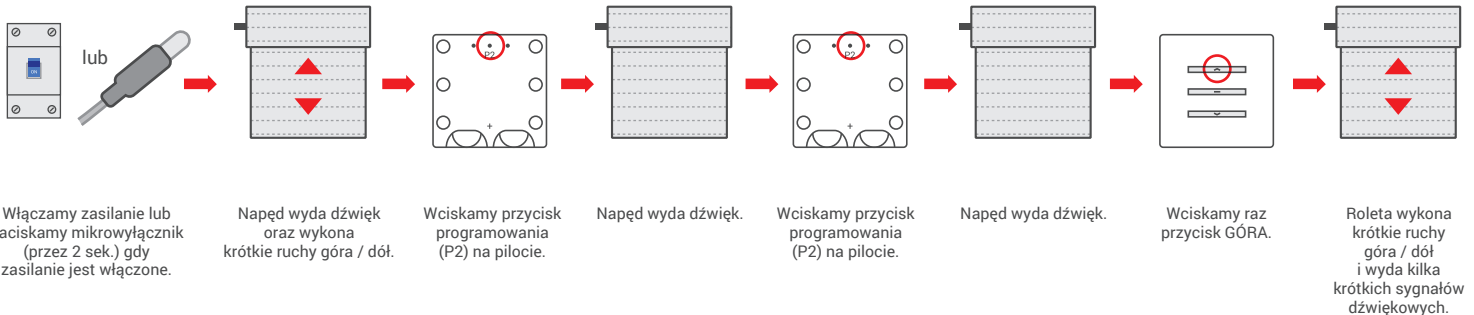 ON
lub
P2
P2
Włączamy zasilanie lub
aciskamy mikrowyłącznik
(przez 2 sek.) gdy
zasilanie jest włączone.
Napęd wyda dźwięk
oraz wykona
krótkie ruchy góra / dół.
Wciskamy przycisk
programowania
(P2) na pilocie.
Napęd wyda dźwięk.
Wciskamy przycisk
programowania
(P2) na pilocie.
Napęd wyda dźwięk.
Wciskamy raz
przycisk GÓRA.
Roleta wykona
krótkie ruchy
góra / dół
i wyda kilka
krótkich sygnałów
dźwiękowych.